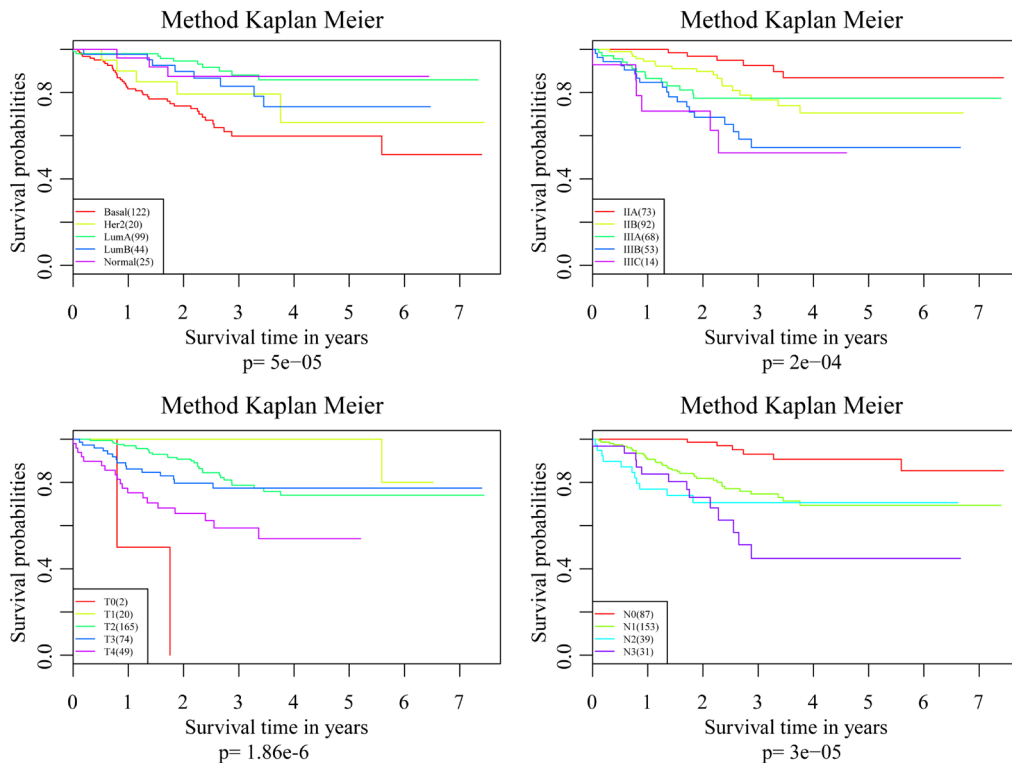 Method Kaplan Meier
Survival probabilities
0.0 0.4 0.8
Basal(122)
Her2(20)
LumA(99)
LumB(44)
Normal(25)
0 1 2 3 4 5 6 7
Survival time in years
p= 5e−05
Method Kaplan Meier
Survival probabilities
0.0 0.4 0.8
IIA(73)
IIB(92)
IIIA(68)
IIIB(53)
IIIC(14)
0 1 2 3 4 5 6 7
Survival time in years
p= 2e−04
Method Kaplan Meier
Survival probabilities
0.0 0.4 0.8
T0(2)
T1(20)
T2(165)
T3(74)
T4(49)
0 1 2 3 4 5 6 7
Survival time in years
p= 1.86e-6
Method Kaplan Meier
Survival probabilities
0.0 0.4 0.8
N0(87)
N1(153)
N2(39)
N3(31)
0 1 2 3 4 5 6 7
Survival time in years
p= 3e−05